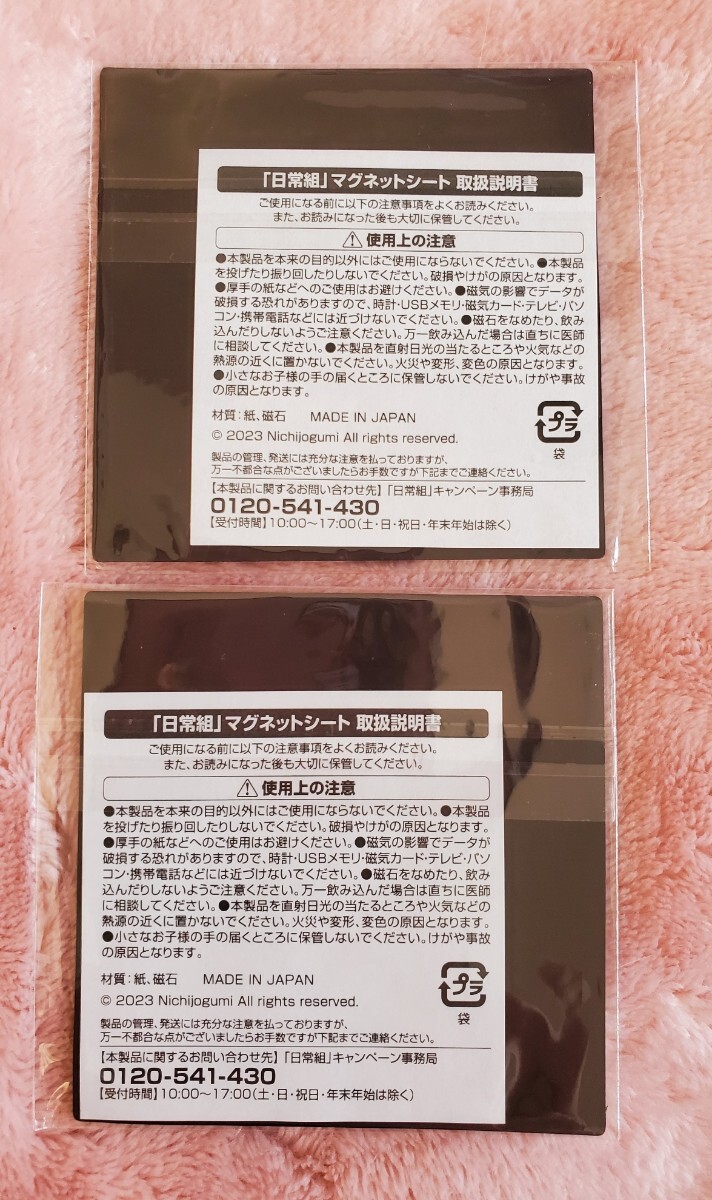 「日常組」マグネットシート 取扱説明書
ご使用になる前に以下の注意事項をよくお読みください。
また、お読みになった後も大切に保管してください。
⚠ 使用上の注意
●本製品を本来の目的以外にはご使用にならないでください。●本製品
を投げたり振り回したりしないでください。破損やけがの原因となります。
●厚手の紙などへのご使用はお避けください。●磁気の影響でデータが
破損する恐れがありますので、時計・USBメモリ・磁気カード・テレビ・パソ
コン・携帯電話などには近づけないでください。●磁石をなめたり、飲み
込んだりしないようご注意ください。万一飲み込んだ場合は直ちに医師
に相談してください。●本製品を直射日光の当たるところや火気などの
熱源の近くに置かないでください。火災や変形、変色の原因となります。
●小さなお子様の手の届くところに保管しないでください。けがや事故
の原因となります。
材質:紙、磁石 MADE IN JAPAN
© 2023 Nichijogumi All rights reserved.
プラ
袋
製品の管理、発送には充分な注意を払っておりますが、
万一不都合な点がございましたらお手数ですが下記までご連絡ください。
【本製品に関するお問い合わせ先】「日常組」キャンペーン事務局
0120-541-430
【受付時間】10:00〜17:00(土・日・祝日・年末年始は除く)
「日常組」マグネットシート 取扱説明書
ご使用になる前に以下の注意事項をよくお読みください。
また、お読みになった後も大切に保管してください。
⚠ 使用上の注意
●本製品を本来の目的以外にはご使用にならないでください。●本製品
を投げたり振り回したりしないでください。破損やけがの原因となります。
●厚手の紙などへのご使用はお避けください。●磁気の影響でデータが
破損する恐れがありますので、時計・USBメモリ・磁気カード・テレビ・パソ
コン・携帯電話などには近づけないでください。●磁石をなめたり、飲み
込んだりしないようご注意ください。万一飲み込んだ場合は直ちに医師
に相談してください。●本製品を直射日光の当たるところや火気などの
熱源の近くに置かないでください。火災や変形、変色の原因となります。
●小さなお子様の手の届くところに保管しないでください。けがや事故
の原因となります。
材質:紙、磁石 MADE IN JAPAN
© 2023 Nichijogumi All rights reserved.
プラ
袋
製品の管理、発送には充分な注意を払っておりますが、
万一不都合な点がございましたらお手数ですが下記までご連絡ください。
【本製品に関するお問い合わせ先】「日常組」キャンペーン事務局
0120-541-430
【受付時間】10:00〜17:00(土・日・祝日・年末年始は除く)